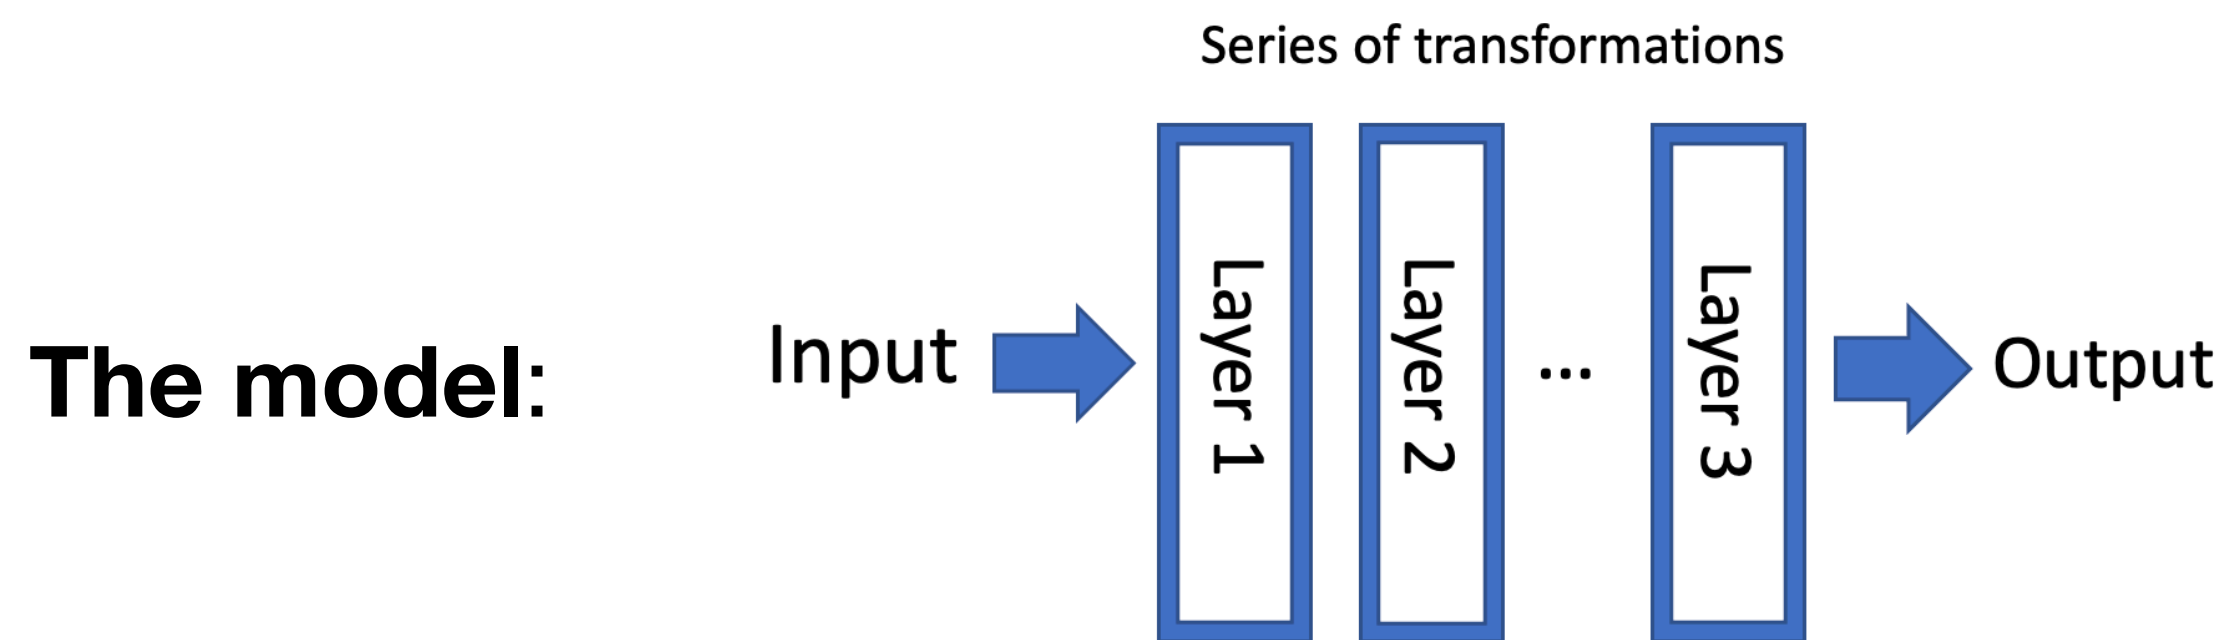 Series of transformations
The model:
Input
Layer 1
Layer 2
...
Layer 3
Output